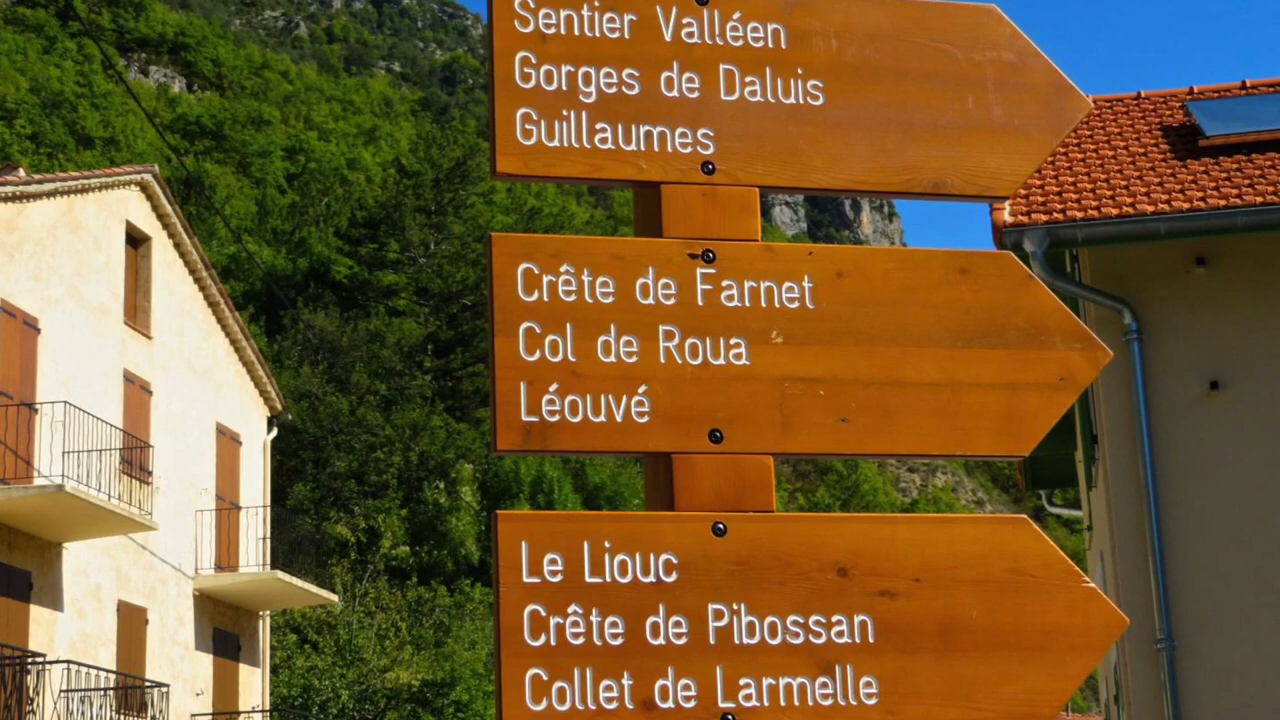 Sentier Valléen
Gorges de Daluis
Guillaumes
Crête de Farnet
Col de Roua
Léouvé
Le Liouc
Crête de Pibossan
Collet de Larmelle